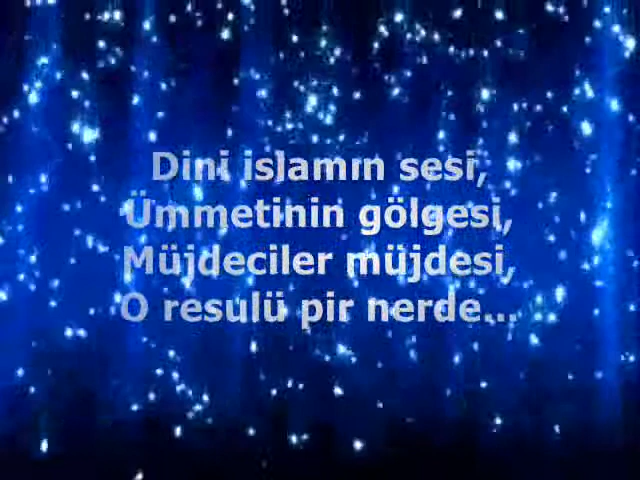 Dini islamın sesi,
Ümmetinin gölgesi,
Müjdeciler müjdesi,
O resulü pir nerde...